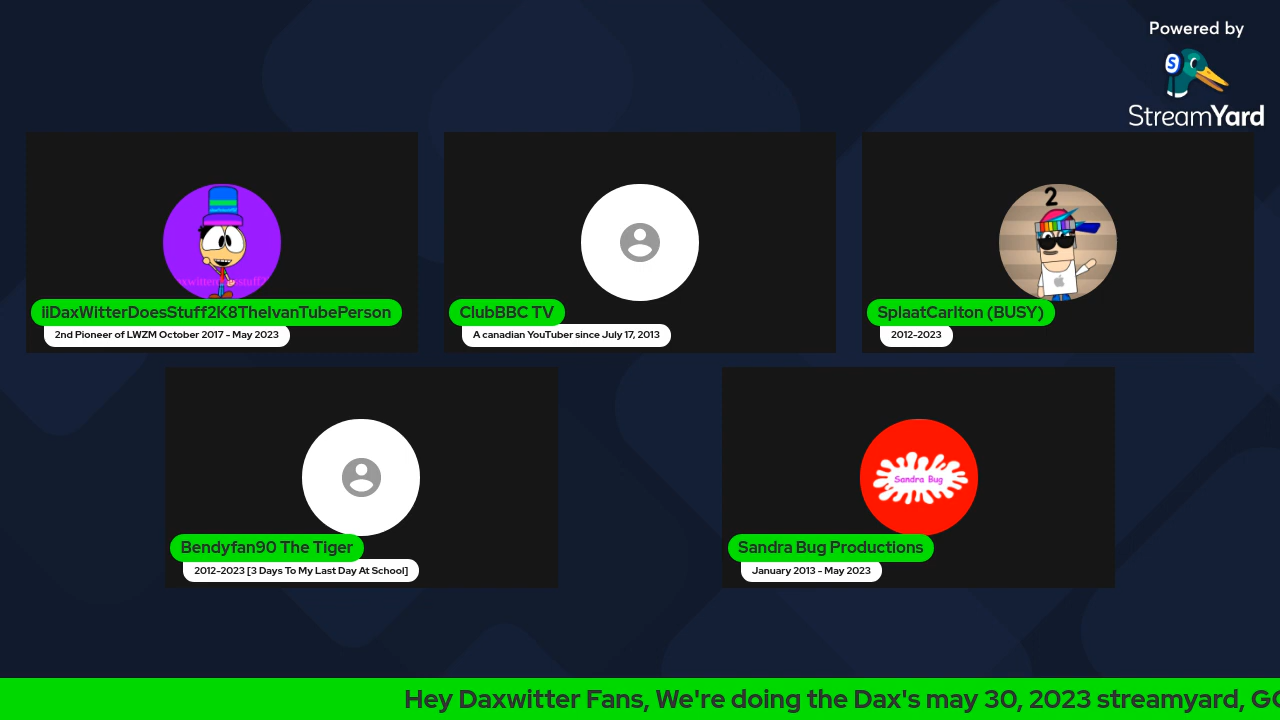 Powered by
StreamYard
S
2
xwitterdoesstuff2
iiDaxWitterDoesStuff2K8TheIvanTubePerson
2nd Pioneer of LWZM October 2017 - May 2023
ClubBBC TV
A canadian YouTuber since July 17, 2013
SplaatCarlton (BUSY)
2012-2023
Bendyfan90 The Tiger
2012-2023 [3 Days To My Last Day At School]
Sandra Bug
Sandra Bug Productions
January 2013 - May 2023
Hey Daxwitter Fans, We're doing the Dax's may 30, 2023 streamyard, GO